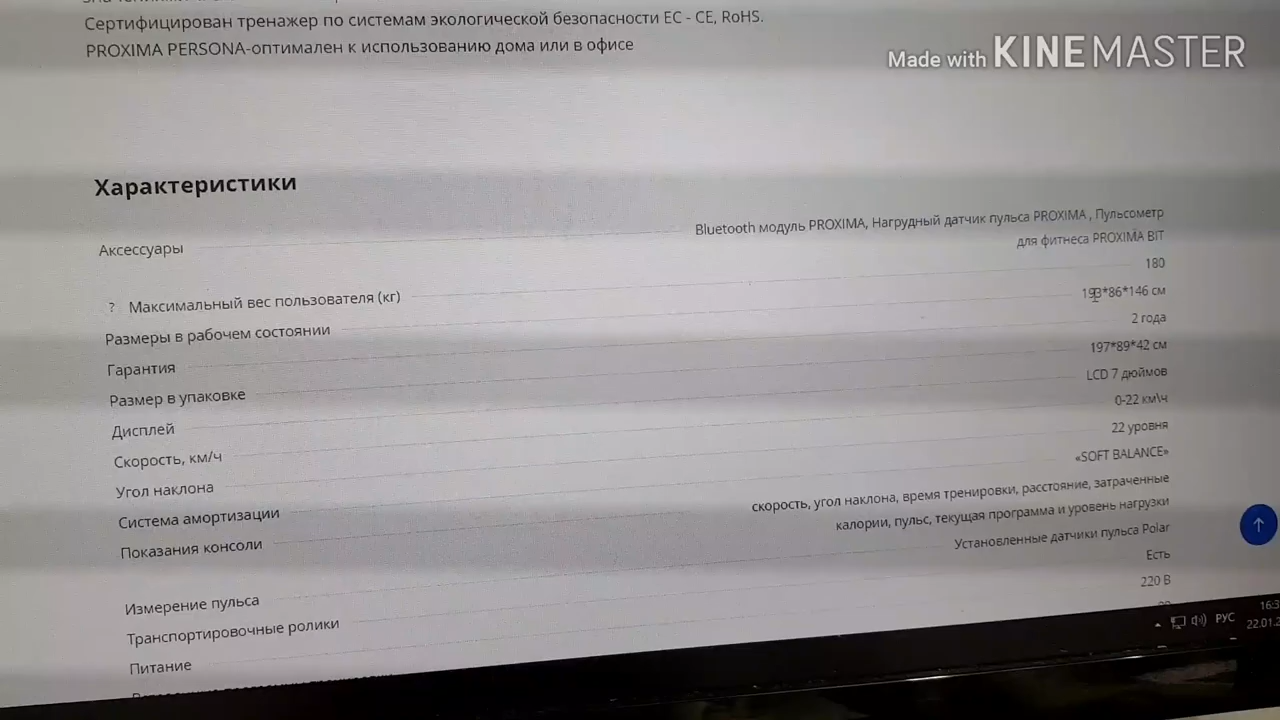 Сертифицирован тренажер по системам экологической безопасности EC - CE, RoHS.
PROXIMA PERSONA-оптимален к использованию дома или в офисе
Made with KINEMASTER
Характеристики
Аксессуары
Bluetooth модуль PROXIMA, Нагрудный датчик пульса PROXIMA , Пульсометр
для фитнеса PROXIMA BIT
? Максимальный вес пользователя (кг)
180
Размеры в рабочем состоянии
193*86*146 см
Гарантия
2 года
Размер в упаковке
197*89*42 см
Дисплей
LCD 7 дюймов
Скорость, км/ч
0-22 км\ч
Угол наклона
22 уровня
Система амортизации
«SOFT BALANCE»
Показания консоли
скорость, угол наклона, время тренировки, расстояние, затраченные
калории, пульс, текущая программа и уровень нагрузки
Измерение пульса
Установленные датчики пульса Polar
Транспортировочные ролики
Есть
Питание
220 В
РУС